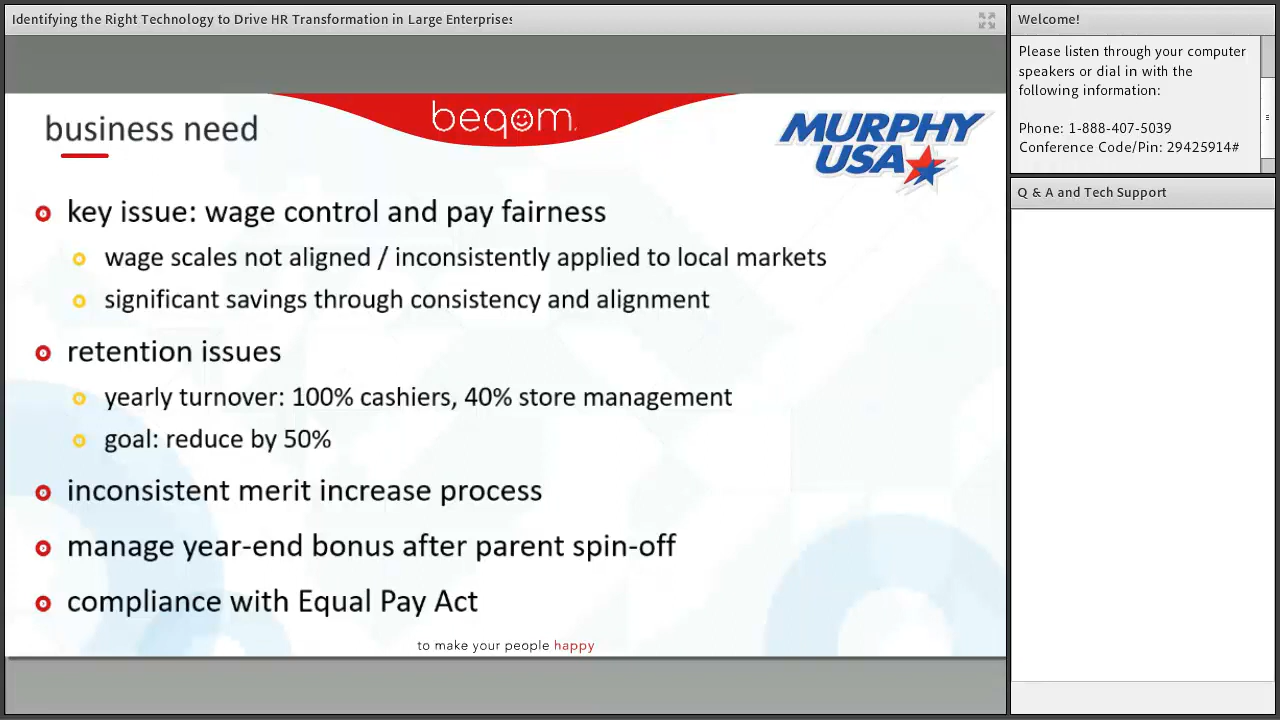 Identifying the Right Technology to Drive HR Transformation in Large Enterprises
business need
beqom.
MURPHY
USA
key issue: wage control and pay fairness
wage scales not aligned / inconsistently applied to local markets
significant savings through consistency and alignment
retention issues
yearly turnover: 100% cashiers, 40% store management
goal: reduce by 50%
inconsistent merit increase process
manage year-end bonus after parent spin-off
compliance with Equal Pay Act
to make your people happy
Welcome!
Please listen through your computer
speakers or dial in with the
following information:
Phone: 1-888-407-5039
Conference Code/Pin: 29425914#
Q & A and Tech Support